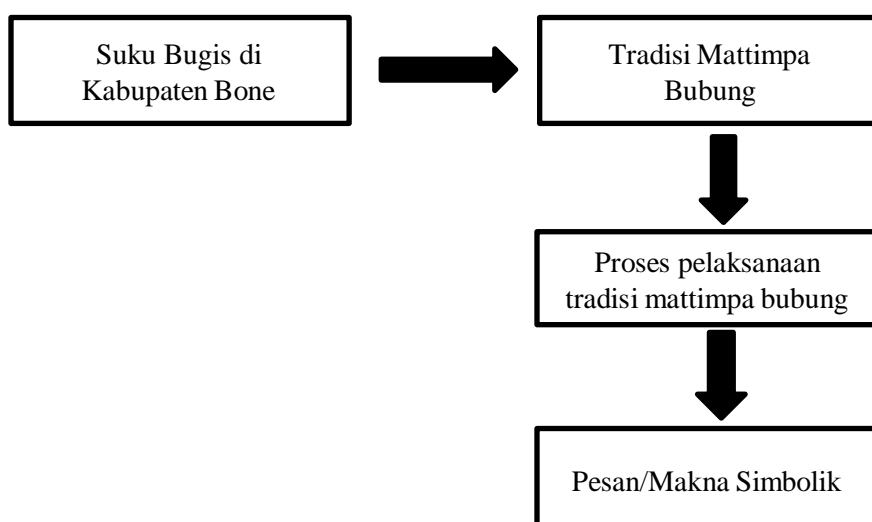 Suku Bugis di
Kabupaten Bone
Tradisi Mattimpa
Bubung
Proses pelaksanaan
tradisi mattimpa bubung
Pesan/Makna Simbolik